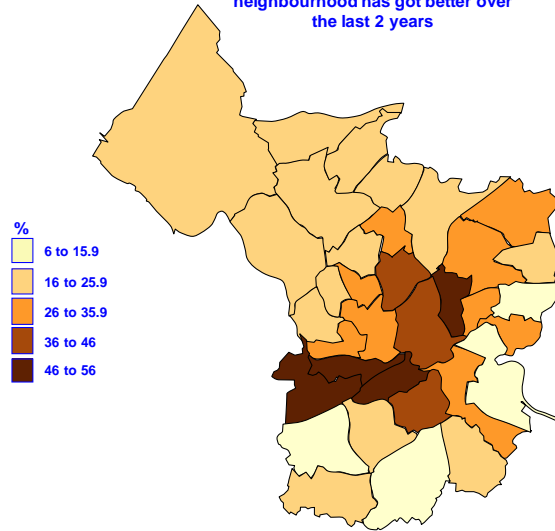 neighbourhood has got better over
the last 2 years
%
6 to 15.9
16 to 25.9
26 to 35.9
36 to 46
46 to 56